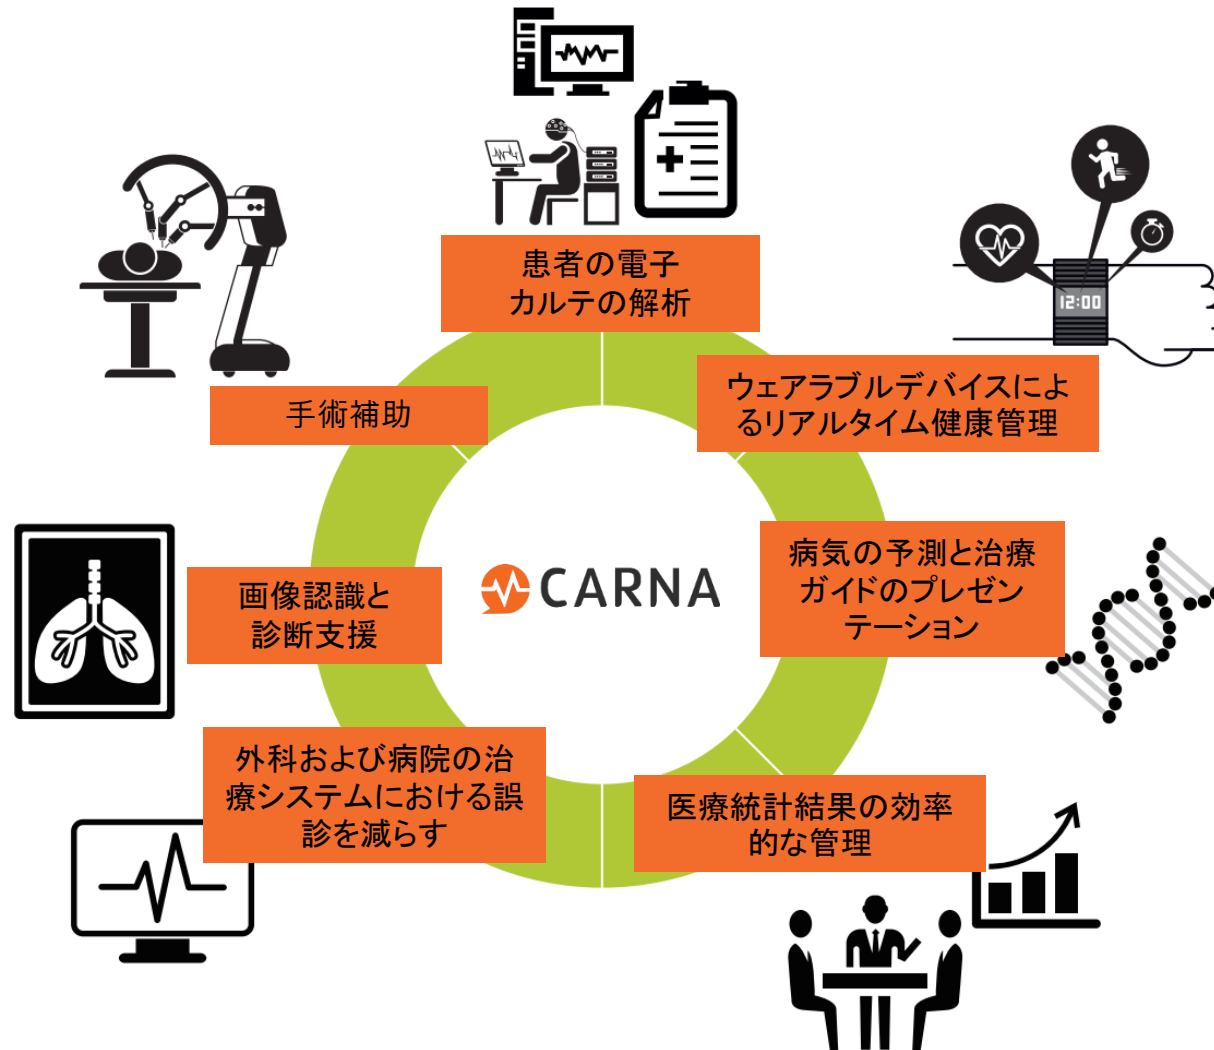 患者の電子
カルテの解析
12:00
ウェアラブルデバイスによ
るリアルタイム健康管理
手術補助
病気の予測と治療
ガイドのプレゼン
テーション
画像認識と
診断支援
CARNA
外科および病院の治
療システムにおける誤
診を減らす
医療統計結果の効率
的な管理